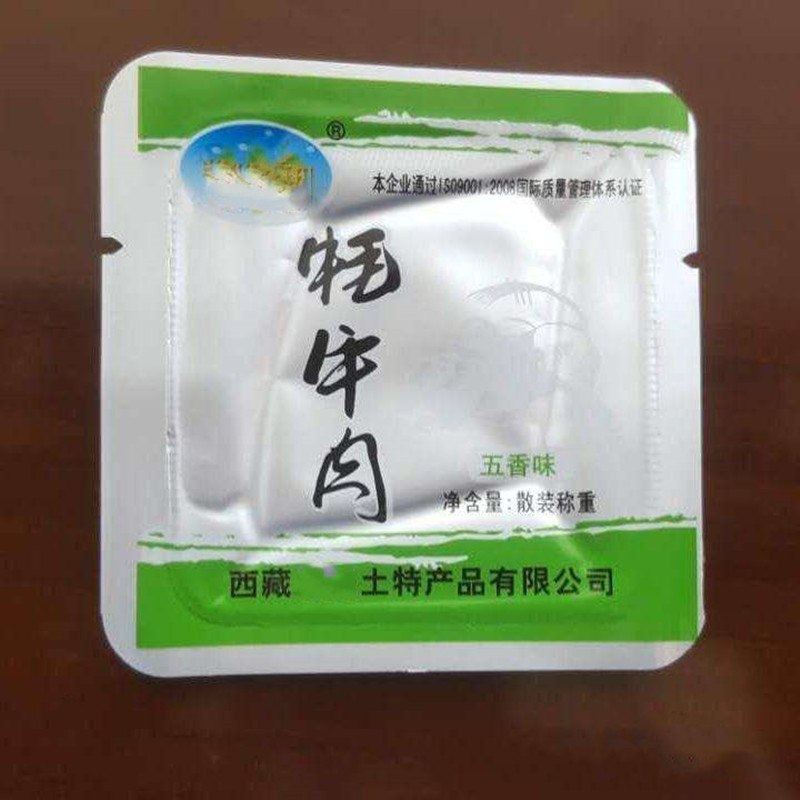 ®
本企业通过ISO9001:2008国际质量管理体系认证
牦牛肉
五香味
净含量:散装称重
西藏 土特产品有限公司